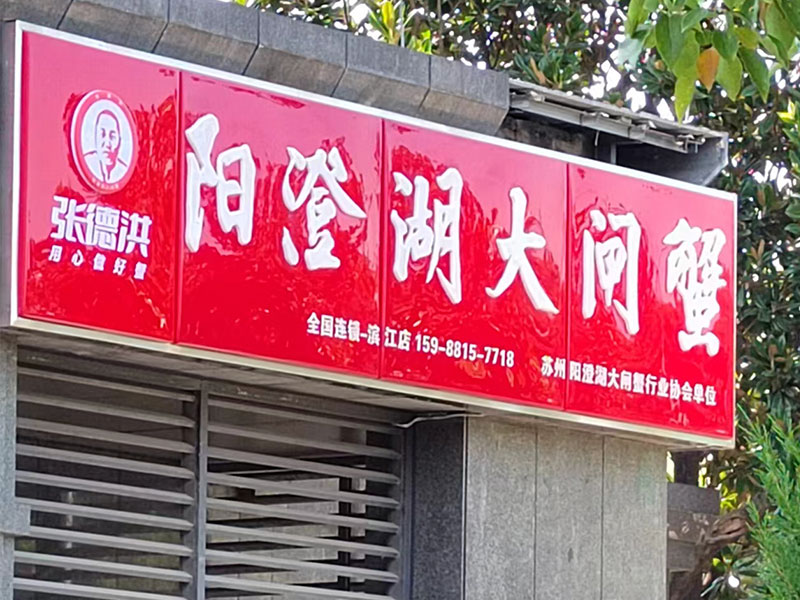 张德洪
用心做好蟹
阳澄湖大闸蟹
全国连锁-滨江店 159-8815-7718
苏州 阳澄湖大闸蟹行业协会单位